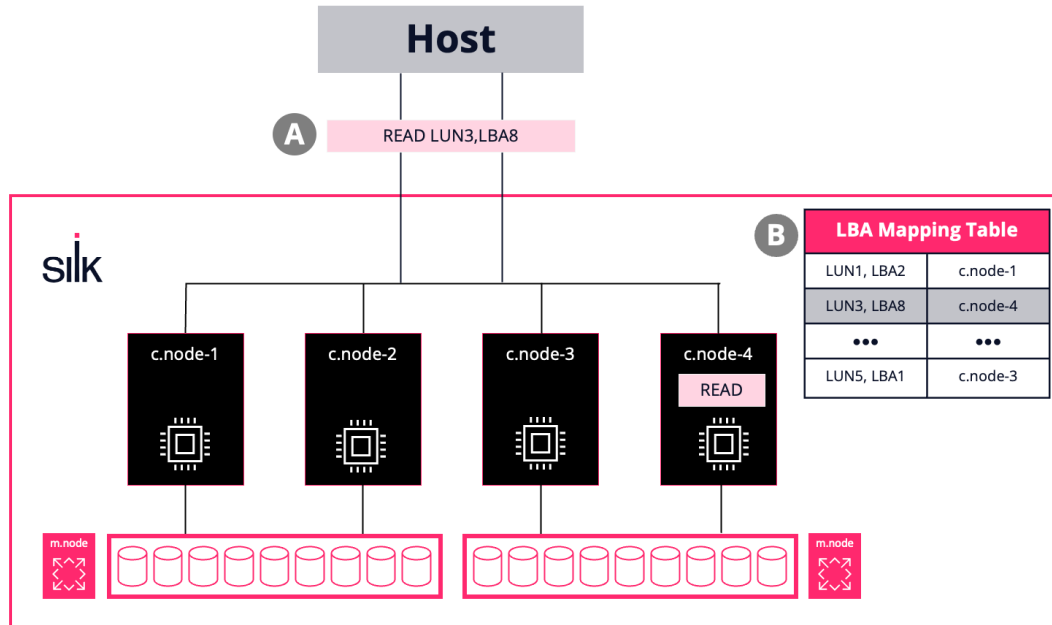 Host
A
READ LUN3,LBA8
silk
B
LBA Mapping Table
LUN1, LBA2 c.node-1
LUN3, LBA8 c.node-4
••• •••
LUN5, LBA1 c.node-3
c.node-1 c.node-2 c.node-3 c.node-4
READ
m.node m.node